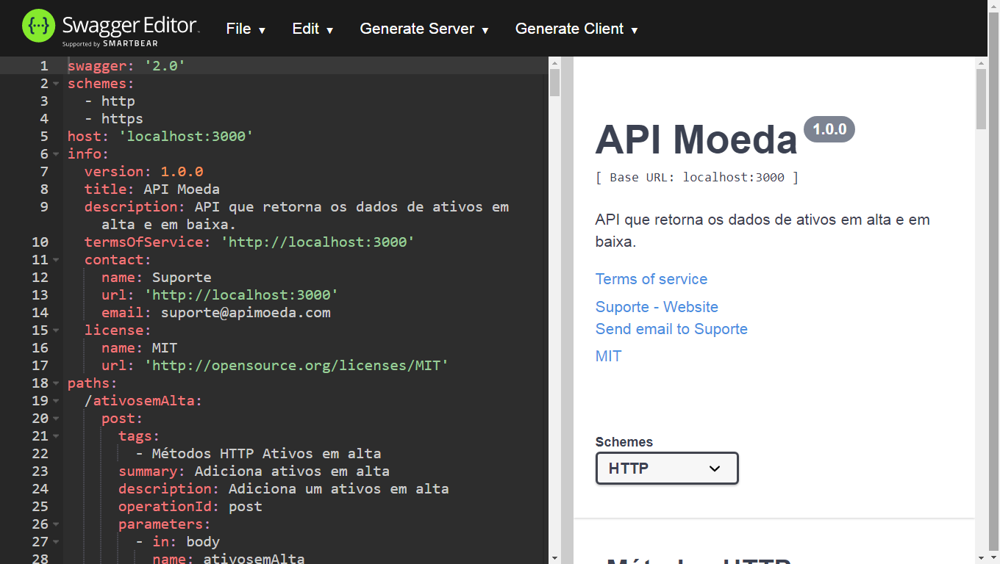 Swagger Editor.
Supported by SMARTBEAR
File ▼ Edit ▼ Generate Server ▼ Generate Client ▼
1 swagger: '2.0'
2 schemes:
3 - http
4 - https
5 host: 'localhost:3000'
6 info:
7 version: 1.0.0
8 title: API Moeda
9 description: API que retorna os dados de ativos em
alta e em baixa.
10 termsOfService: 'http://localhost:3000'
11 contact:
12 name: Suporte
13 url: 'http://localhost:3000'
14 email: suporte@apimoeda.com
15 license:
16 name: MIT
17 url: 'http://opensource.org/licenses/MIT'
18 paths:
19 /ativosemAlta:
20 post:
21 tags:
22 - Métodos HTTP Ativos em alta
23 summary: Adiciona ativos em alta
24 description: Adiciona um ativos em alta
25 operationId: post
26 parameters:
27 - in: body
28 name: ativosemAlta
API Moeda 1.0.0
[ Base URL: localhost:3000 ]
API que retorna os dados de ativos em alta e em
baixa.
Terms of service
Suporte - Website
Send email to Suporte
MIT
Schemes
HTTP
Métodos HTTP